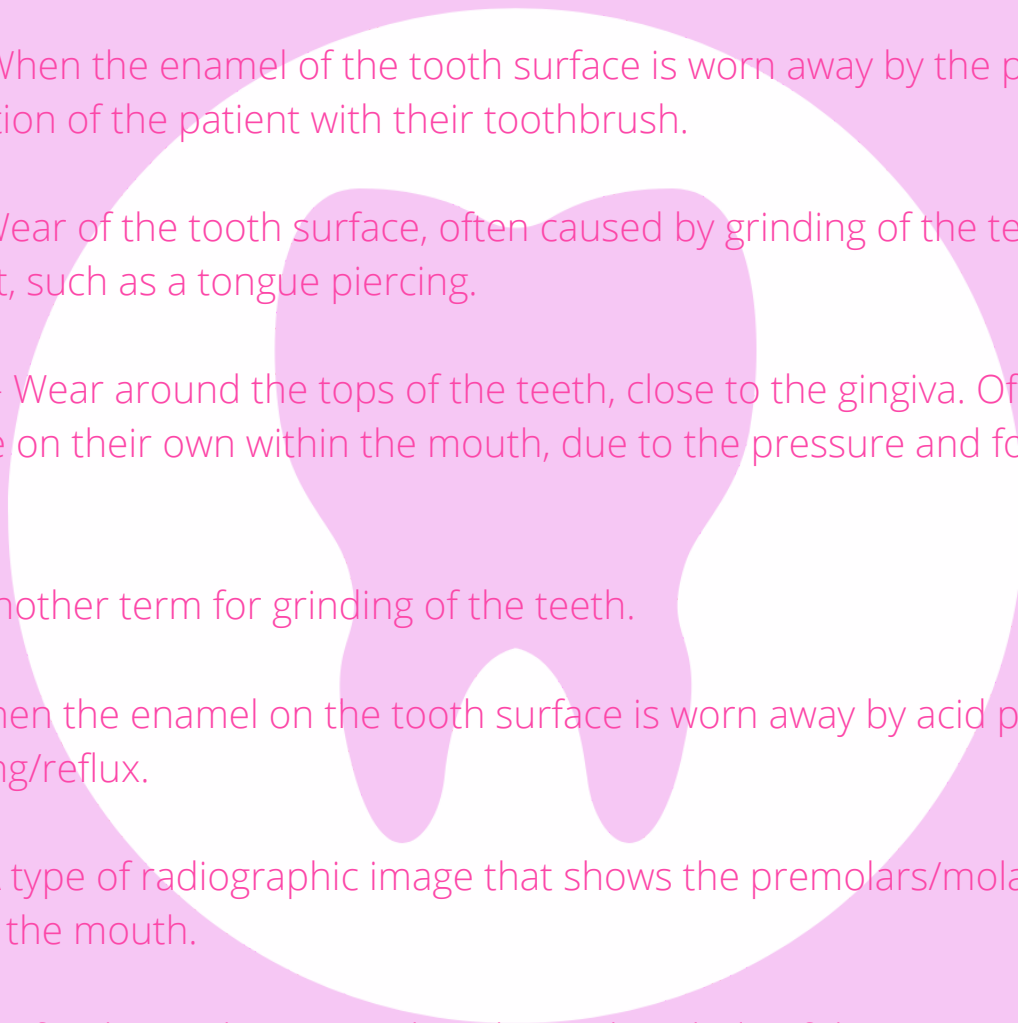 When the enamel of the tooth surface is worn away by the p
tion of the patient with their toothbrush.
Wear of the tooth surface, often caused by grinding of the te
t, such as a tongue piercing.
- Wear around the tops of the teeth, close to the gingiva. Of
e on their own within the mouth, due to the pressure and fo
nother term for grinding of the teeth.
hen the enamel on the tooth surface is worn away by acid p
ng/reflux.
type of radiographic image that shows the premolars/mola
the mouth.